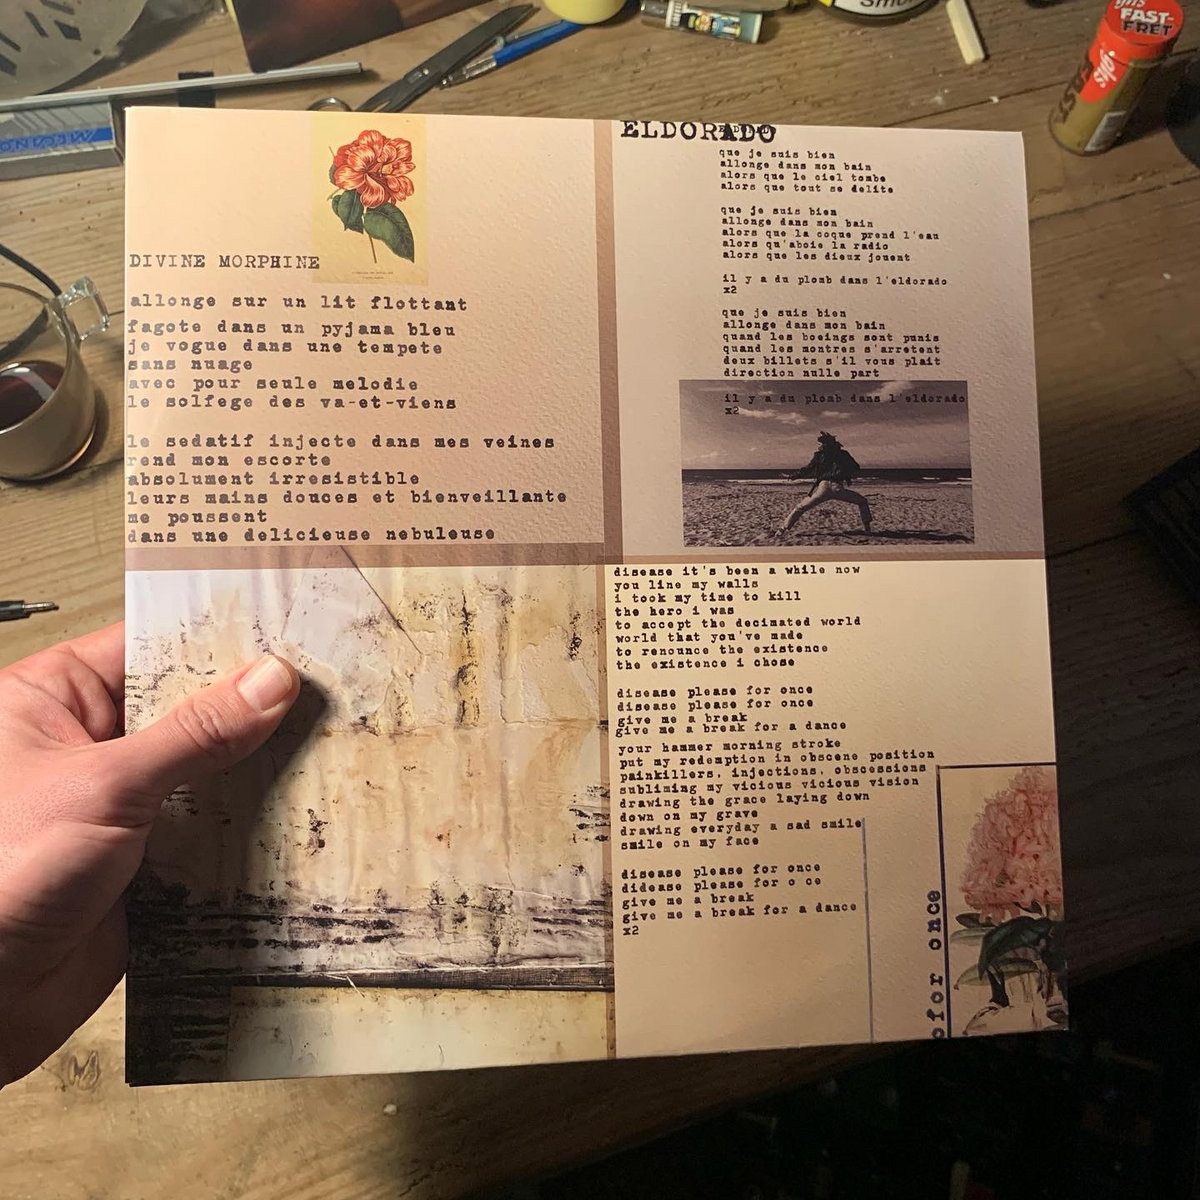 DIVINE MORPHINE
allonge sur un lit flottant
fagote dans un pyjama bleu
je vogue dans une tempete
sans nuage
avec pour seule melodie
le solfege des va-et-viens
le sedatif injecte dans mes veines
rend mon escorte
absolument irresistible
leurs mains douces et bienveillante
me poussent
dans une delicieuse nebuleuse
ELDORADO
que je suis bien
allonge dans mon bain
alors que le ciel tombe
alors que tout se delite
que je suis bien
allonge dans mon bain
alors que la coque prend l'eau
alors qu'aboie la radio
alors que les dieux jouent
il y a du plomb dans l'eldorado
x2
que je suis bien
allonge dans mon bain
quand les boeings sont punis
quand les montres s'arretent
deux billets s'il vous plait
direction nulle part
il y a du plomb dans l'eldorado
x2
disease it's been a while now
you line my walls
i took my time to kill
the hero i was
to accept the decimated world
world that you've made
to renounce the existence
the existence i chose
disease please for once
disease please for once
give me a break
give me a break for a dance
your hammer morning stroke
put my redemption in obscene position
painkillers, injections, obscessions
subliming my vicious vicious vision
drawing the grace laying down
down on my grave
drawing everyday a sad smile
smile on my face
disease please for once
didease please for o ce
give me a break
give me a break for a dance
x2
ofor once
MECANO
ghs
FAST-
FRET
ghs